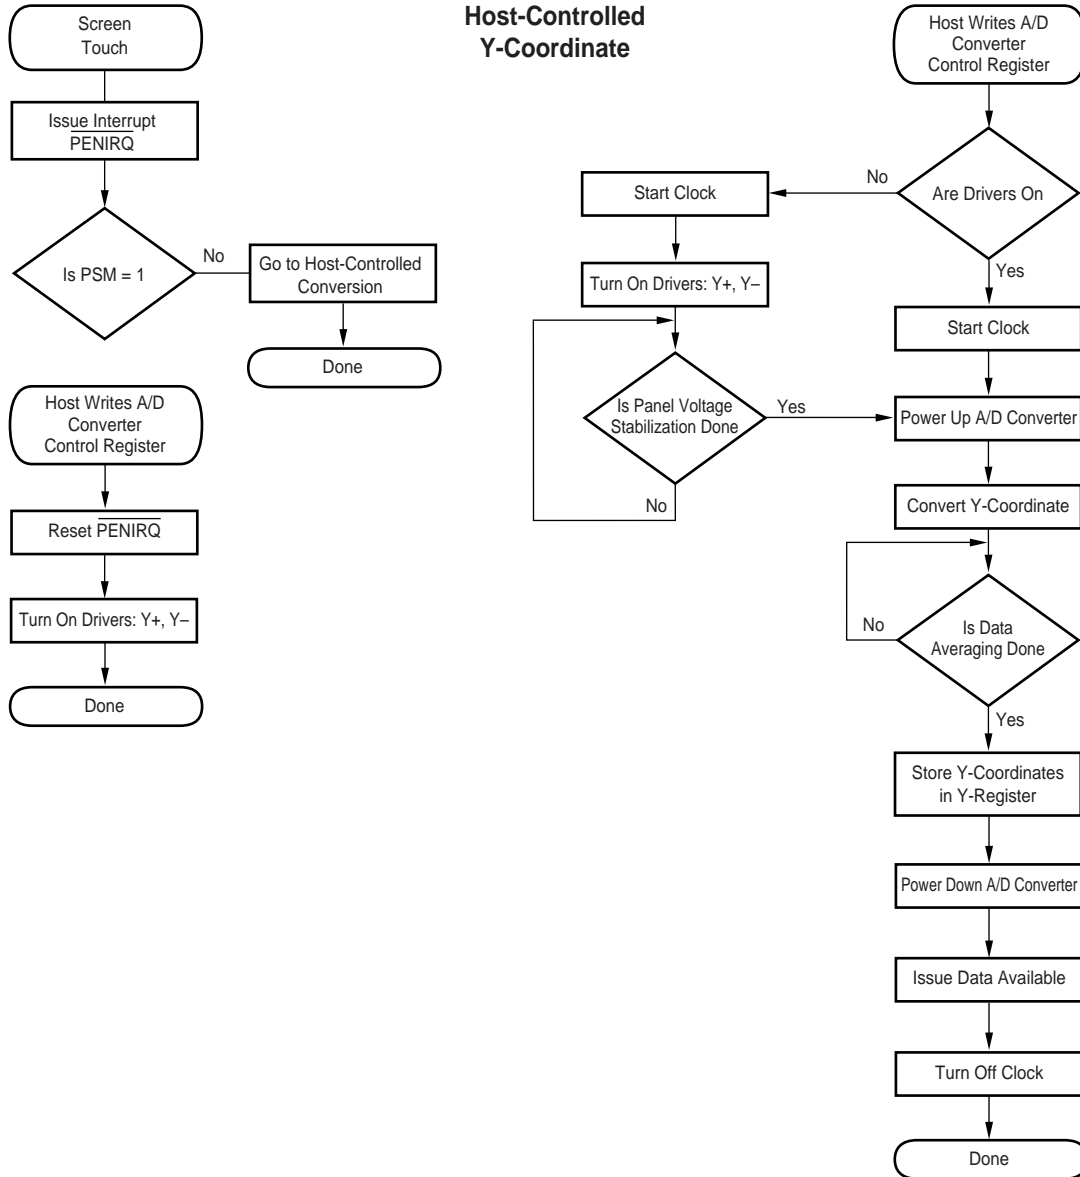 Host-Controlled
Y-Coordinate
Screen
Touch
Issue Interrupt
PENIRQ
Is PSM = 1
No
Go to Host-Controlled
Conversion
Done
Host Writes A/D
Converter
Control Register
Reset PENIRQ
Turn On Drivers: Y+, Y–
Done
Host Writes A/D
Converter
Control Register
Are Drivers On
No
Start Clock
Turn On Drivers: Y+, Y–
Is Panel Voltage
Stabilization Done
Yes
No
Yes
Start Clock
Power Up A/D Converter
Convert Y-Coordinate
Is Data
Averaging Done
No
Yes
Store Y-Coordinates
in Y-Register
Power Down A/D Converter
Issue Data Available
Turn Off Clock
Done